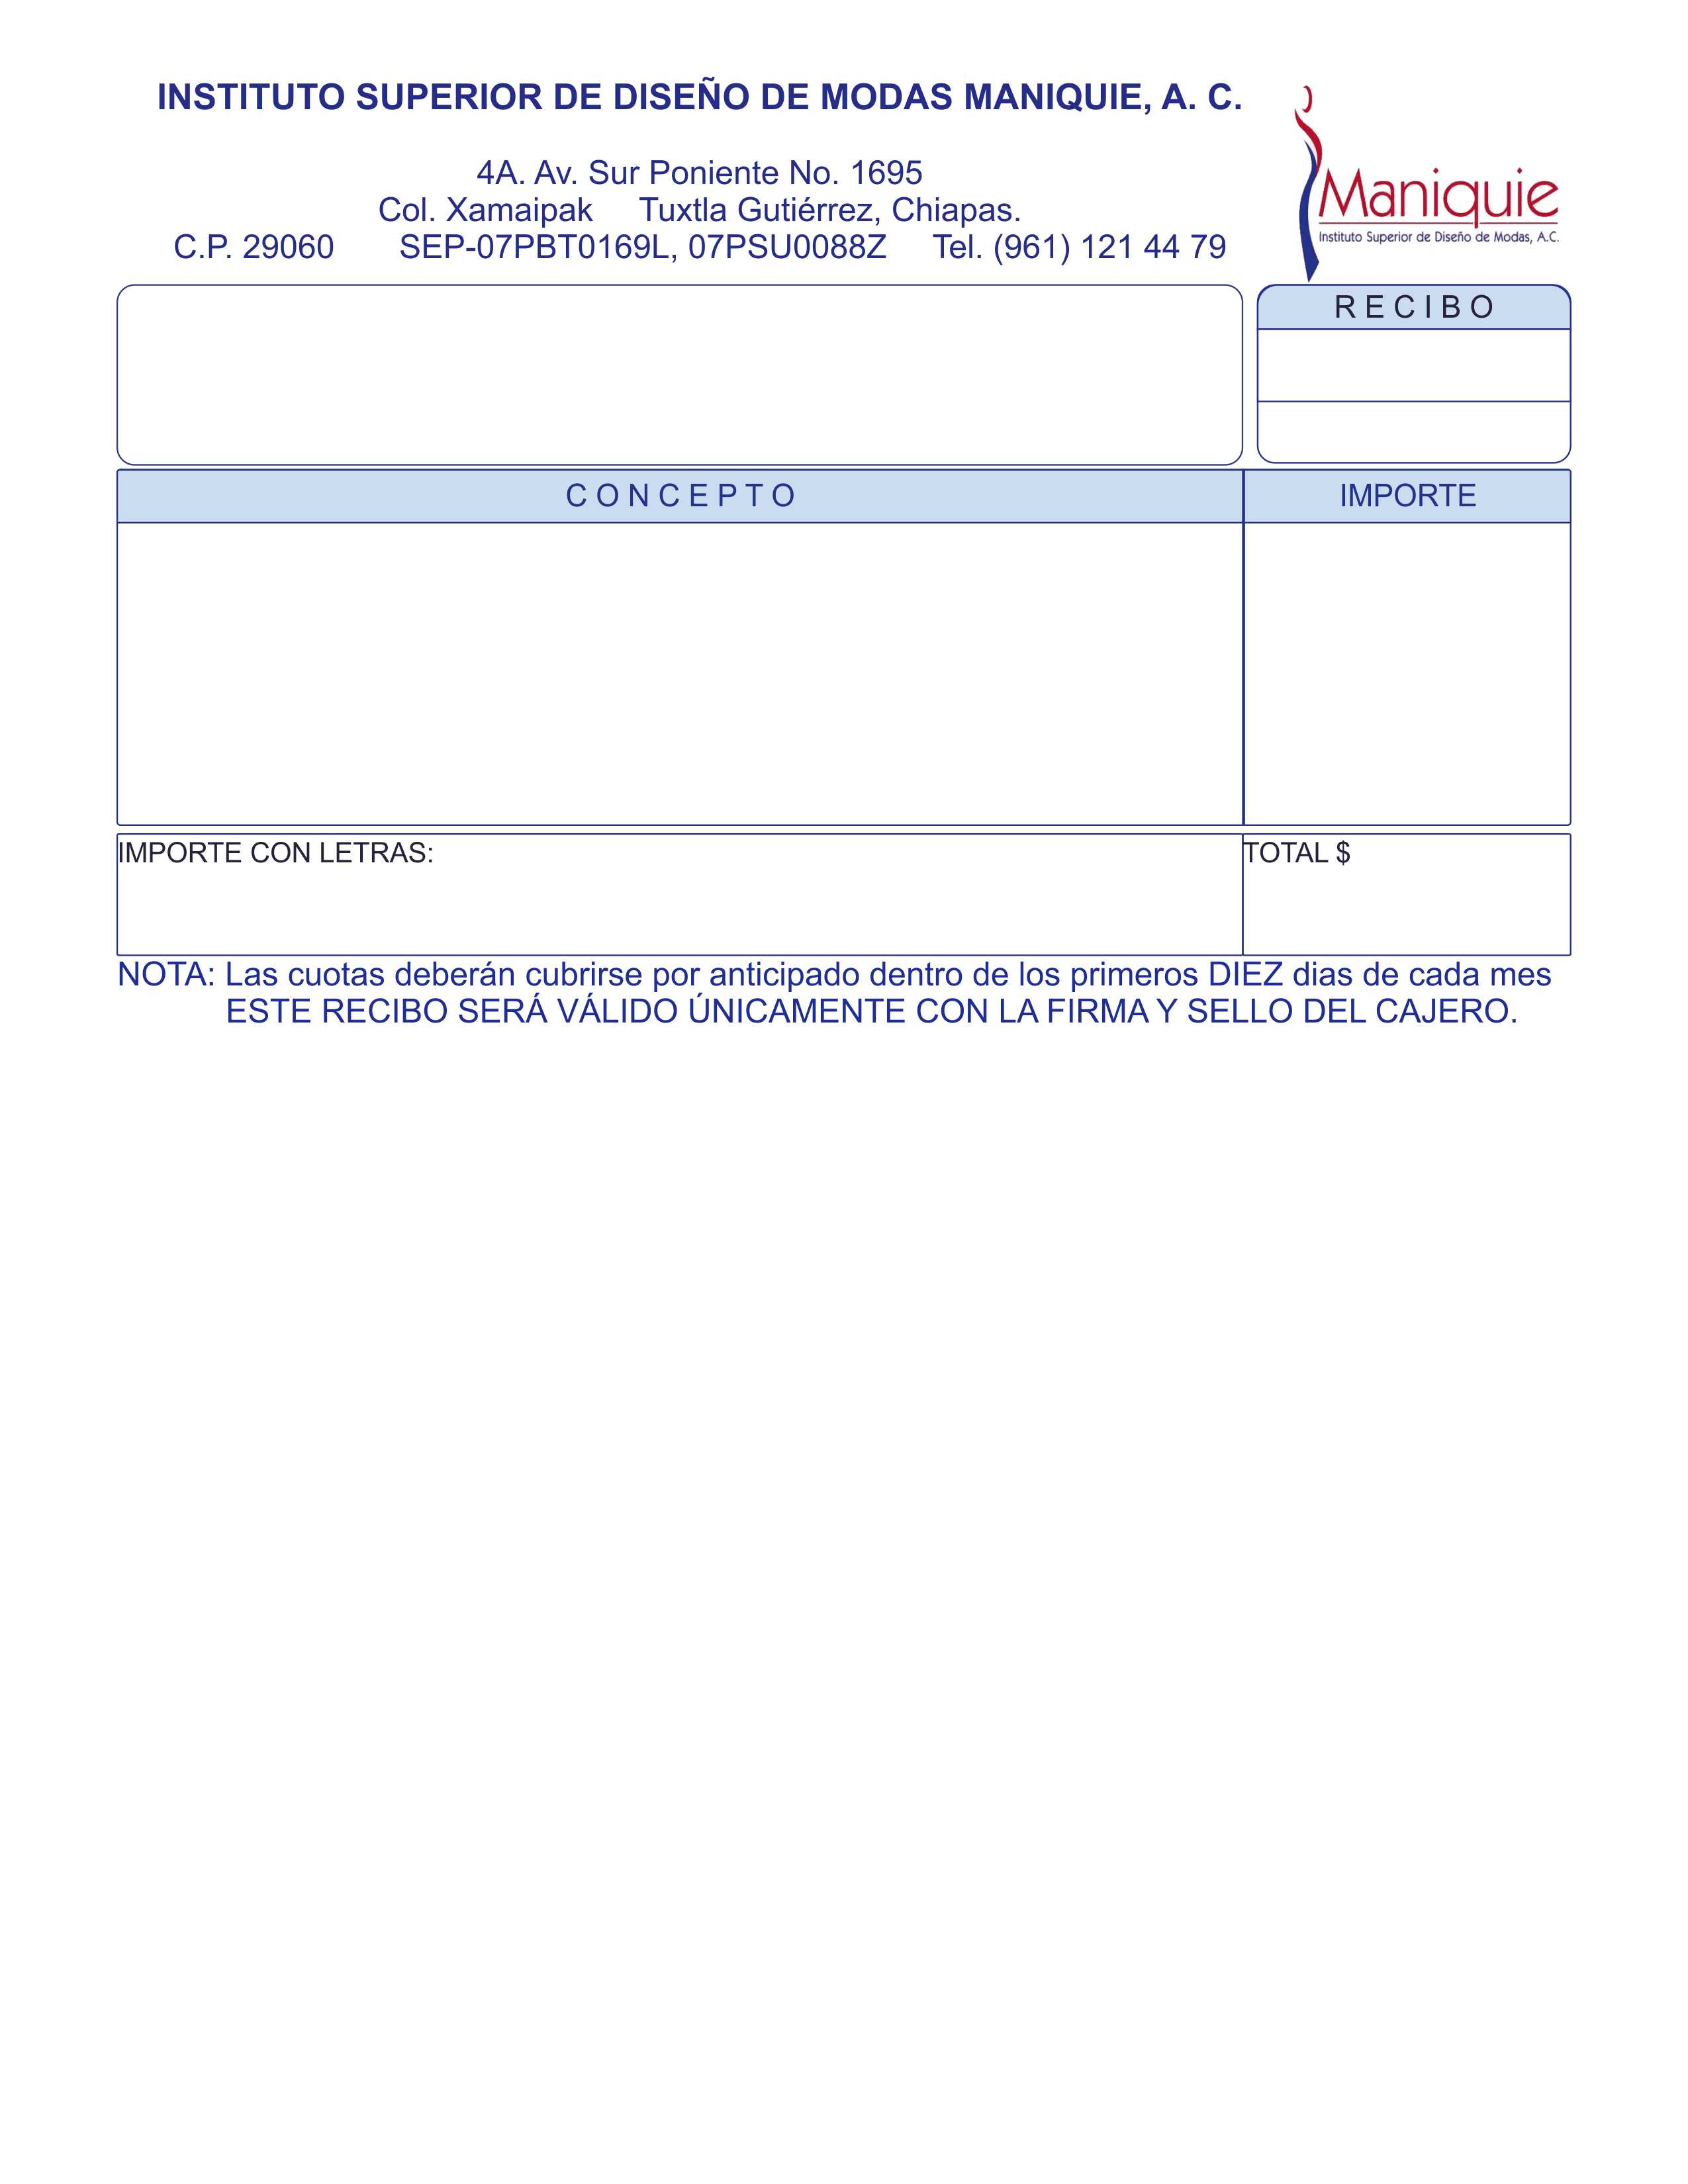 INSTITUTO SUPERIOR DE DISEÑO DE MODAS MANIQUIE, A. C.
4A. Av. Sur Poniente No. 1695
Col. Xamaipak Tuxtla Gutiérrez, Chiapas.
C.P. 29060 SEP-07PBT0169L, 07PSU0088Z Tel. (961) 121 44 79
Maniquie
Instituto Superior de Diseño de Modas, A.C.
RECIBO
CONCEPTO IMPORTE
IMPORTE CON LETRAS: TOTAL $
NOTA: Las cuotas deberán cubrirse por anticipado dentro de los primeros DIEZ dias de cada mes
ESTE RECIBO SERÁ VÁLIDO ÚNICAMENTE CON LA FIRMA Y SELLO DEL CAJERO.